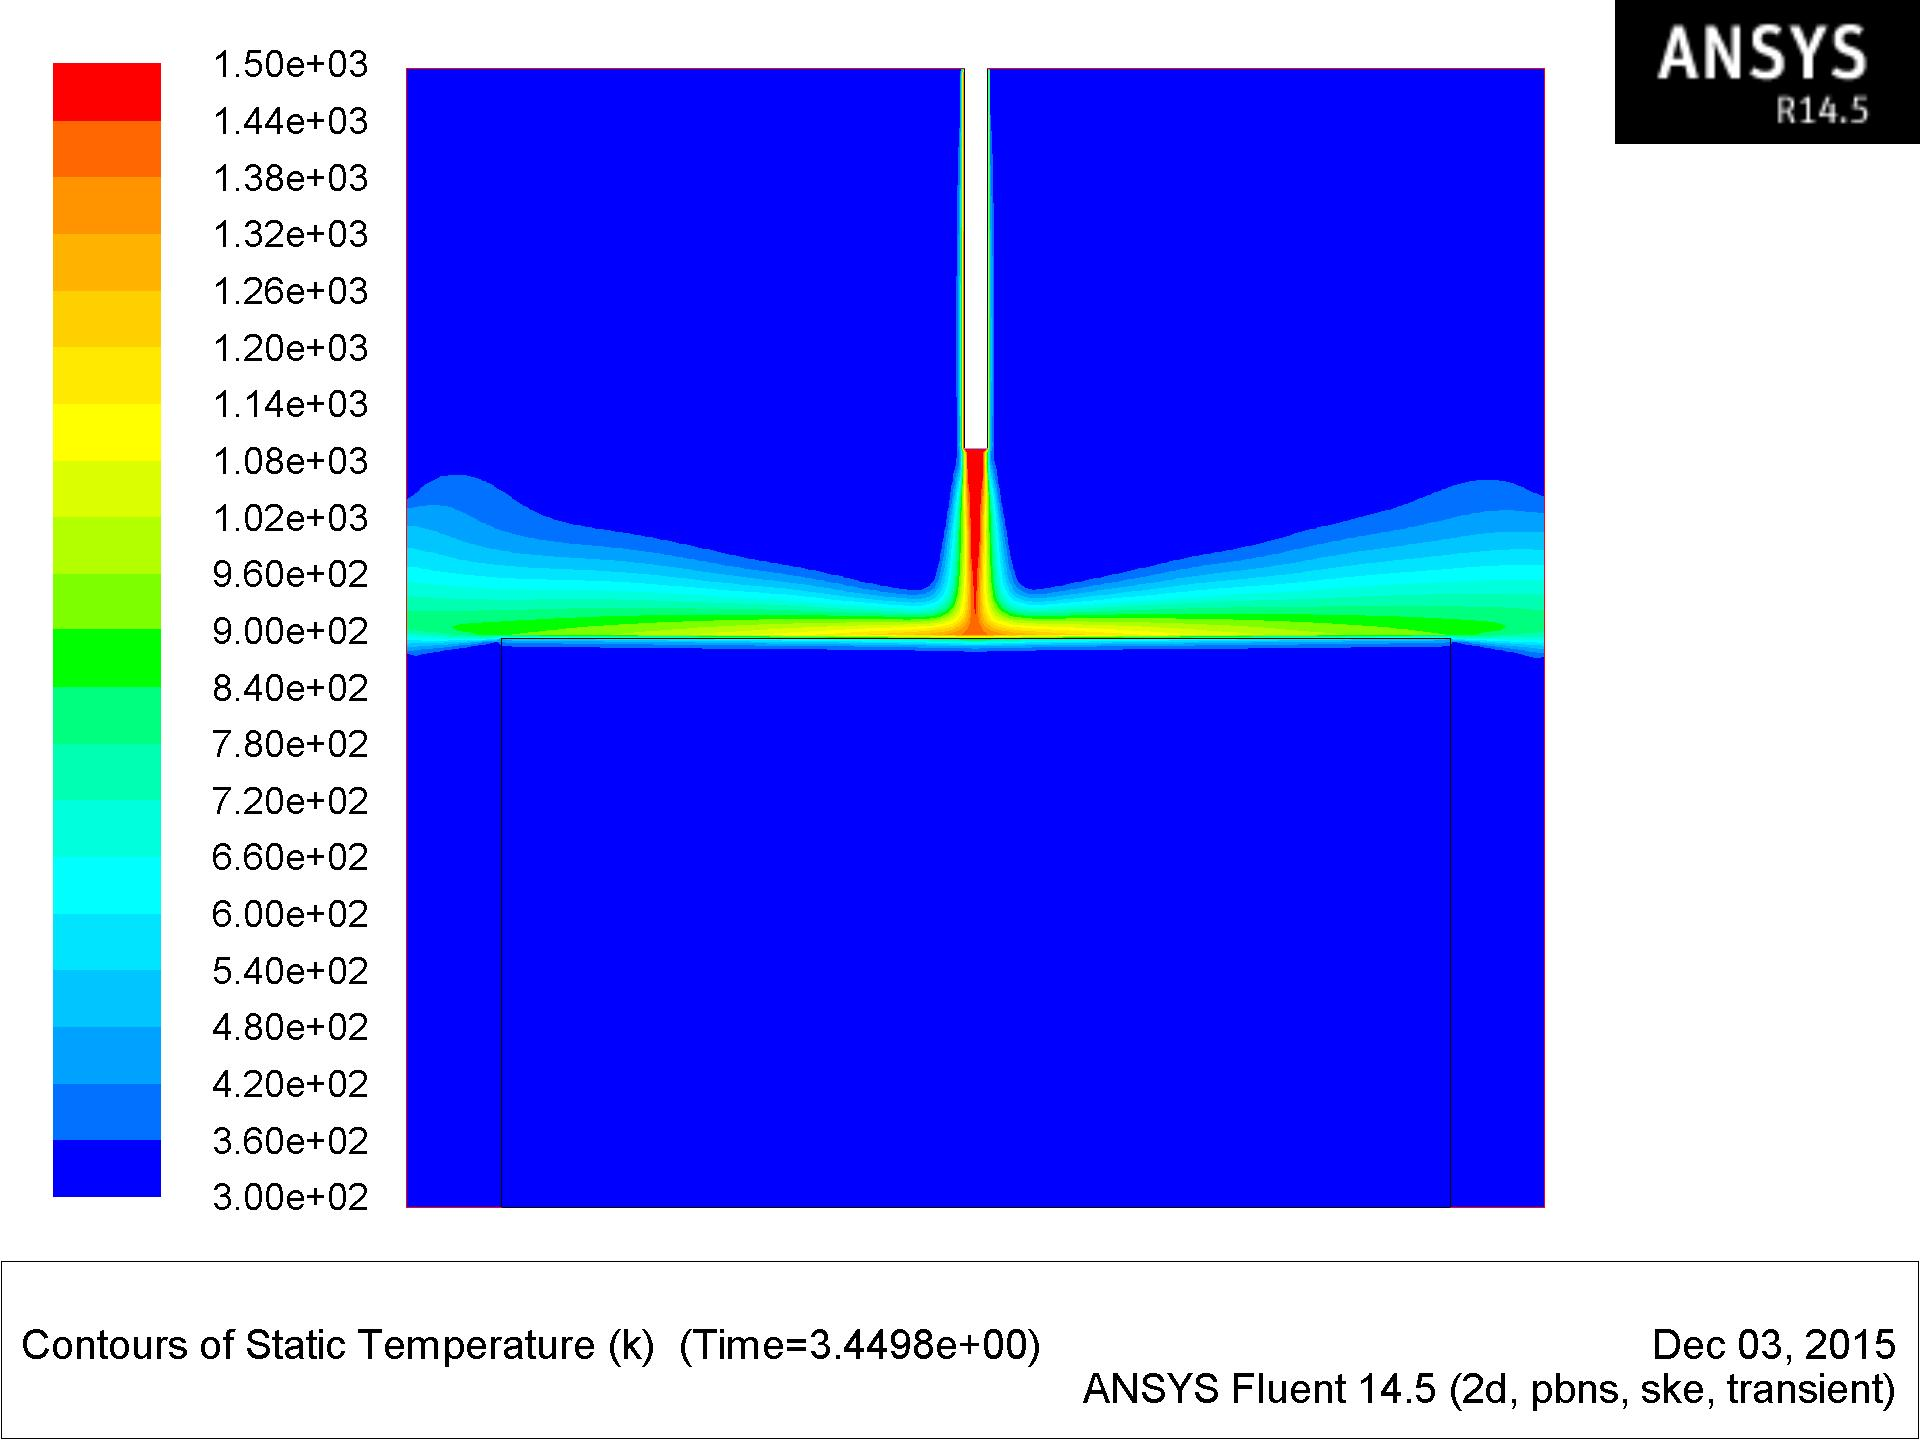 ANSYS
R14.5
1.50e+03
1.44e+03
1.38e+03
1.32e+03
1.26e+03
1.20e+03
1.14e+03
1.08e+03
1.02e+03
9.60e+02
9.00e+02
8.40e+02
7.80e+02
7.20e+02
6.60e+02
6.00e+02
5.40e+02
4.80e+02
4.20e+02
3.60e+02
3.00e+02
Contours of Static Temperature (k)  (Time=3.4498e+00)
Dec 03, 2015
ANSYS Fluent 14.5 (2d, pbns, ske, transient)